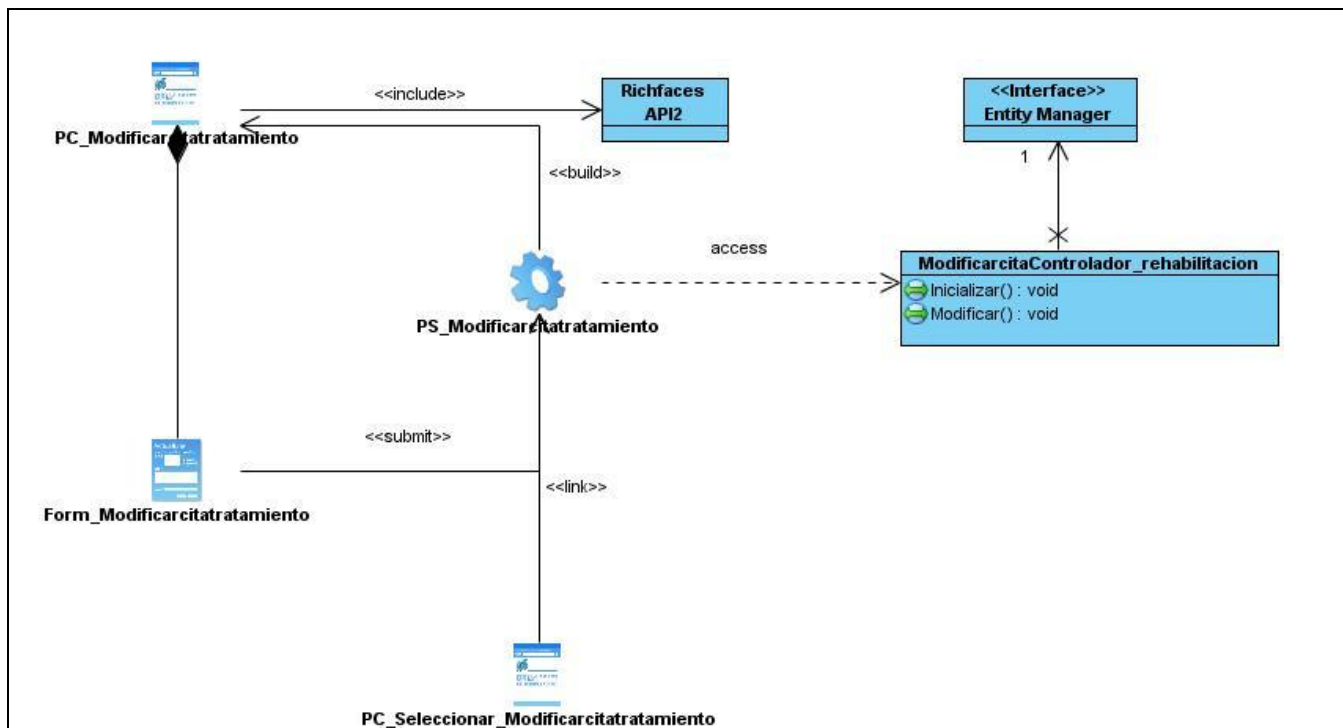 <<include>>
Richfaces
API2
<<Interface>>
Entity Manager
PC_Modificarcitatratamiento
1
<<build>>
access
ModificarcitaControlador_rehabilitacion
Inicializar() : void
Modificar() : void
PS_Modificarcitatratamiento
<<submit>>
<<link>>
Form_Modificarcitatratamiento
PC_Seleccionar_Modificarcitatratamiento